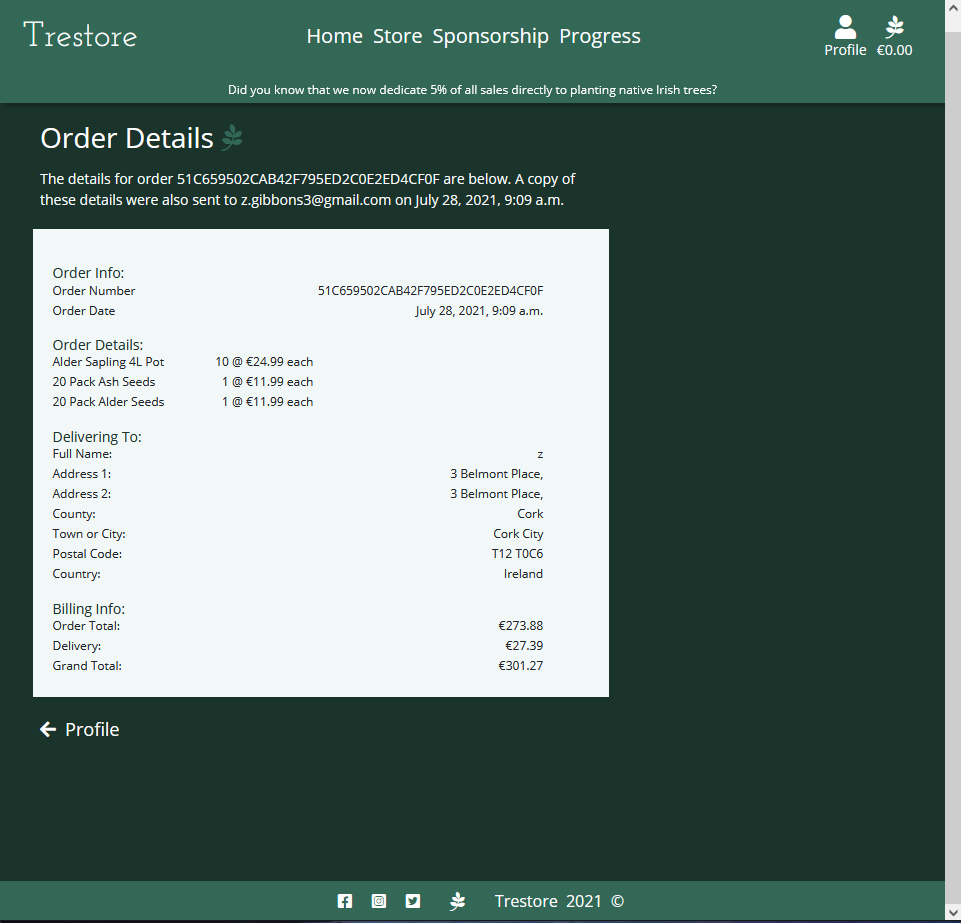 Trestore
Home Store Sponsorship Progress
Profile €0.00
Did you know that we now dedicate 5% of all sales directly to planting native Irish trees?
Order Details
The details for order 51C659502CAB42F795ED2C0E2ED4CF0F are below. A copy of
these details were also sent to z.gibbons3@gmail.com on July 28, 2021, 9:09 a.m.
Order Info:
Order Number 51C659502CAB42F795ED2C0E2ED4CF0F
Order Date July 28, 2021, 9:09 a.m.
Order Details:
Alder Sapling 4L Pot 10 @ €24.99 each
20 Pack Ash Seeds 1 @ €11.99 each
20 Pack Alder Seeds 1 @ €11.99 each
Delivering To:
Full Name: z
Address 1: 3 Belmont Place,
Address 2: 3 Belmont Place,
County: Cork
Town or City: Cork City
Postal Code: T12 T0C6
Country: Ireland
Billing Info:
Order Total: €273.88
Delivery: €27.39
Grand Total: €301.27
Profile
Trestore 2021 ©